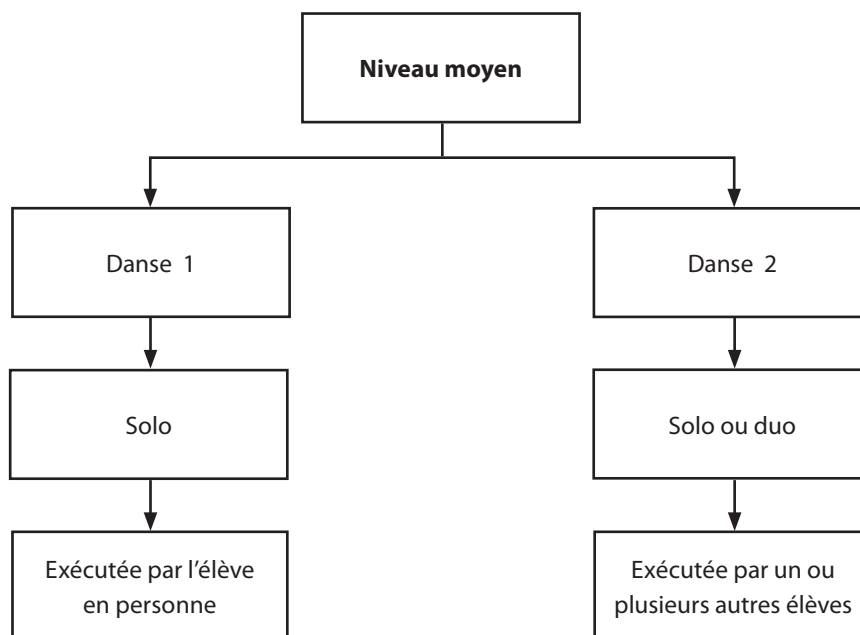 Niveau moyen
Danse 1
Danse 2
Solo
Solo ou duo
Exécutée par l'élève
en personne
Exécutée par un ou
plusieurs autres élèves